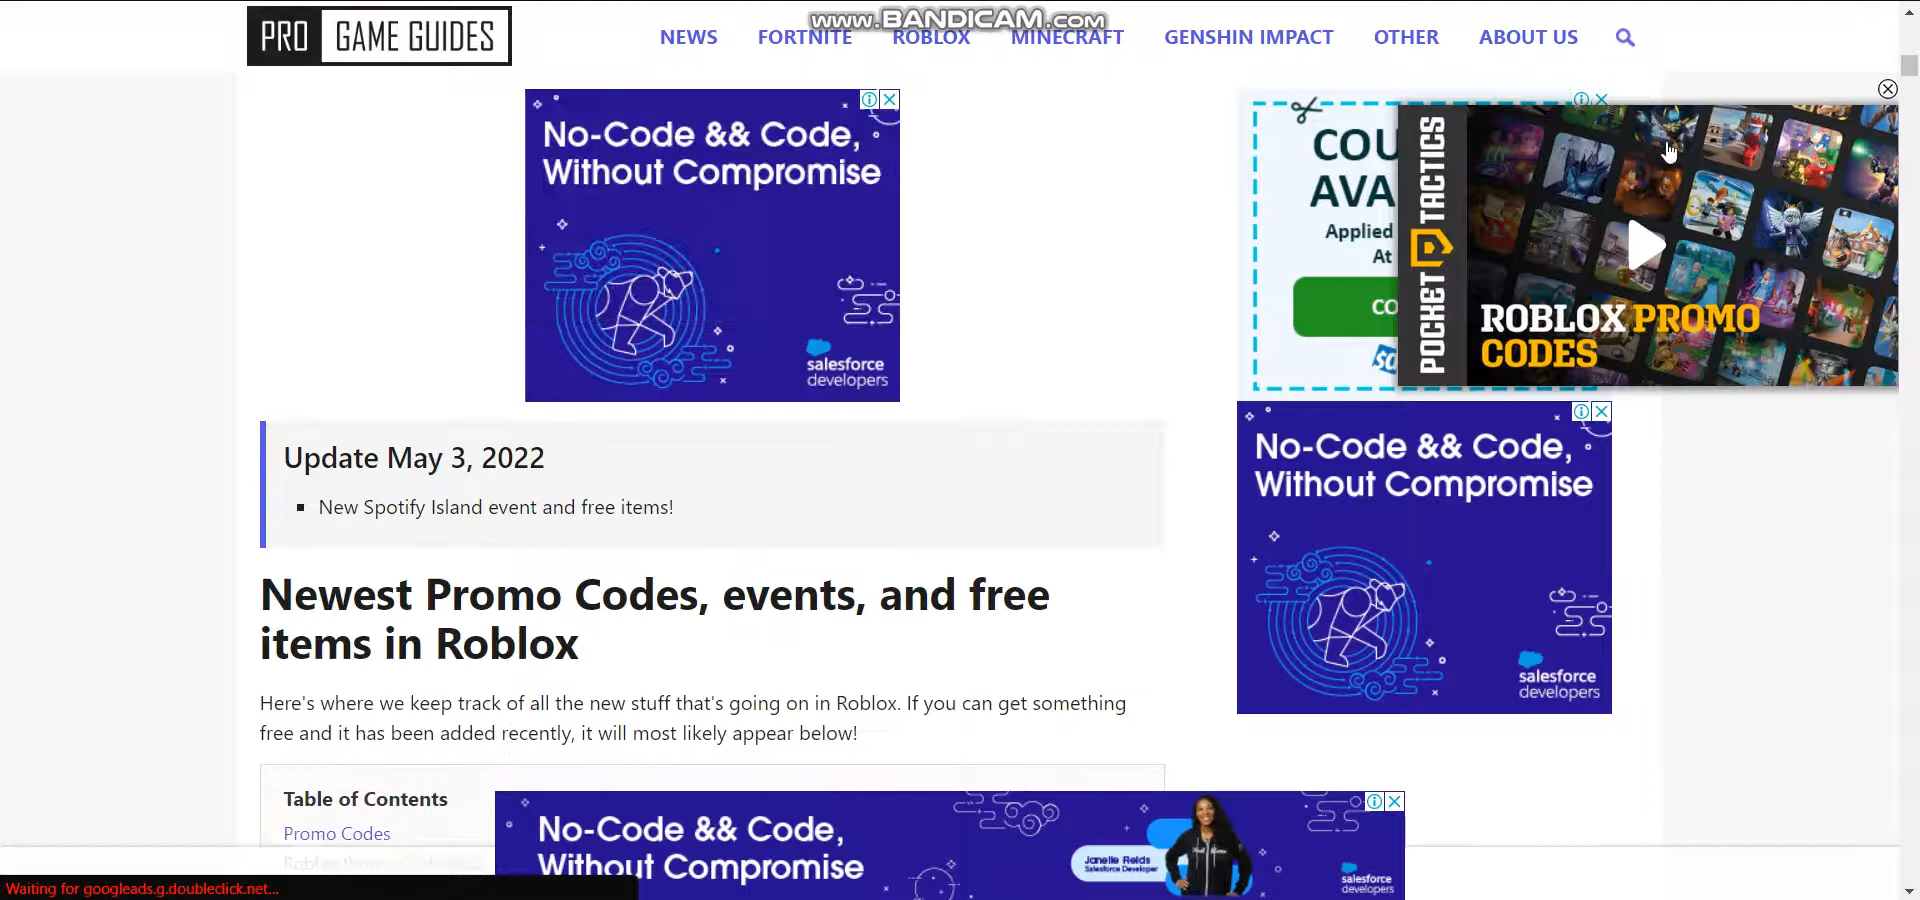 www.BANDICAM.com
PRO GAME GUIDES
NEWS FORTNITE ROBLOX MINECRAFT GENSHIN IMPACT OTHER ABOUT US
No-Code && Code,
Without Compromise
salesforce
developers
COU
AVA
Applied
At
CO
POCKET TACTICS
ROBLOX PROMO
CODES
Update May 3, 2022
New Spotify Island event and free items!
No-Code && Code,
Without Compromise
salesforce
developers
Newest Promo Codes, events, and free
items in Roblox
Here's where we keep track of all the new stuff that's going on in Roblox. If you can get something
free and it has been added recently, it will most likely appear below!
Table of Contents
Promo Codes
No-Code && Code,
Without Compromise
Janelle Reids
Salesforce Developer
salesforce
developers
Waiting for googleads.g.doubleclick.net...